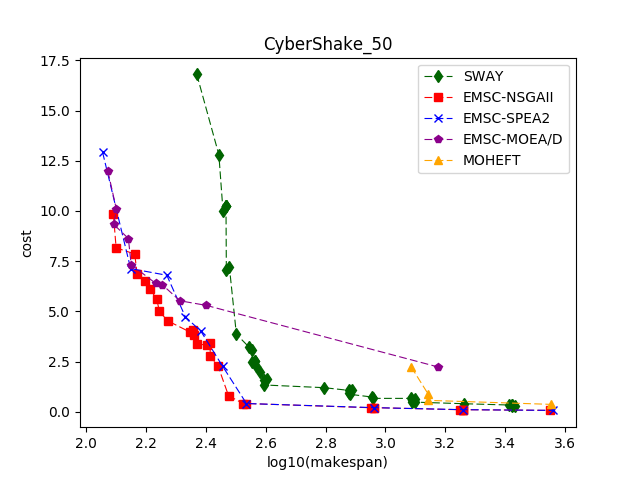 CyberShake_50
17.5
15.0
12.5
10.0
7.5
5.0
2.5
0.0
cost
SWAY
EMSC-NSGAII
EMSC-SPEA2
EMSC-MOEA/D
MOHEFT
2.0 2.2 2.4 2.6 2.8 3.0 3.2 3.4 3.6
log10(makespan)